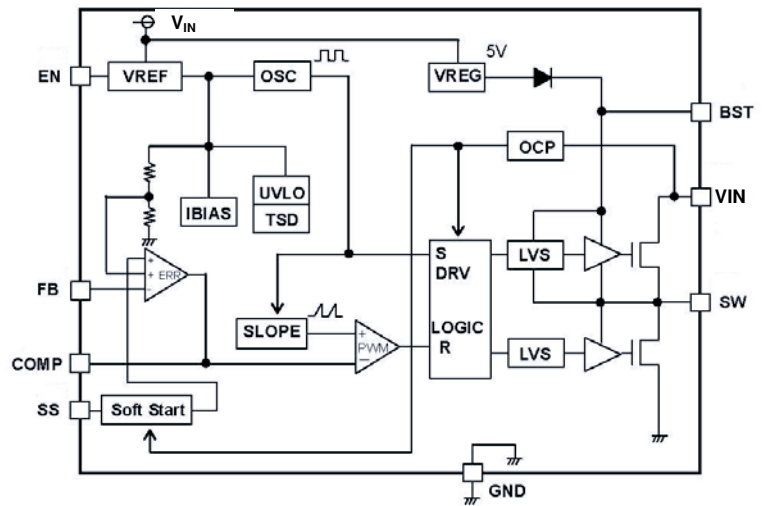 VIN
5V
EN
VREF
OSC
VREG
BST
OCP
UVLO
TSD
IBIAS
VIN
S
DRV
LVS
+
+
ERR
-
FB
SW
SLOPE
+
PWM
-
LOGIC
R
LVS
COMP
SS
Soft Start
GND